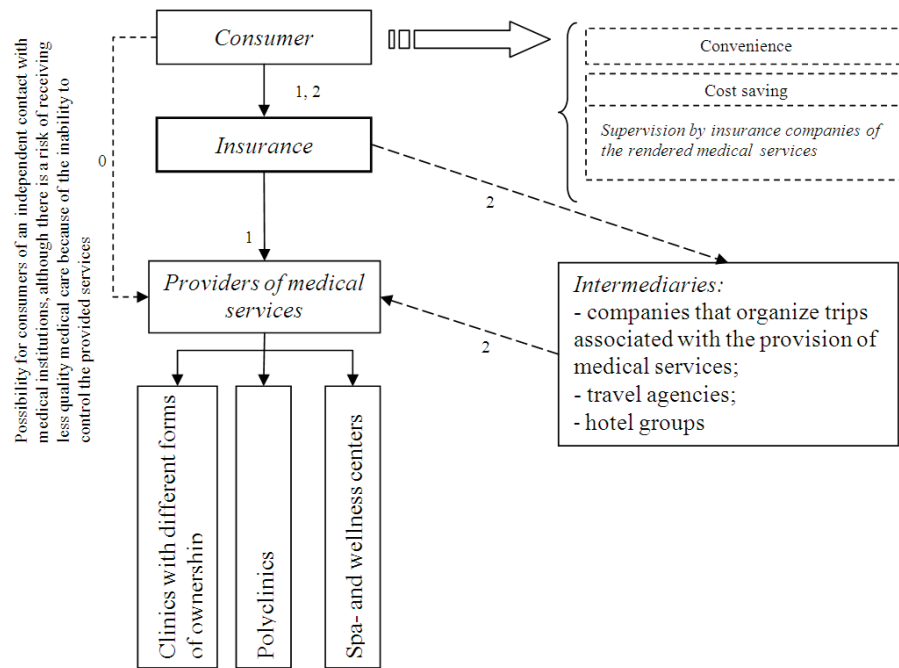 Possibility for consumers of an independent contact with
medical institutions, although there is a risk of receiving
less quality medical care because of the inability to
control the provided services
0
Consumer
1, 2
Insurance
1
Providers of medical
services
Clinics with different forms
of ownership
Polyclinics
Spa- and wellness centers
Convenience
Cost saving
Supervision by insurance companies of
the rendered medical services
2
2
Intermediaries:
- companies that organize trips
associated with the provision of
medical services;
- travel agencies;
- hotel groups